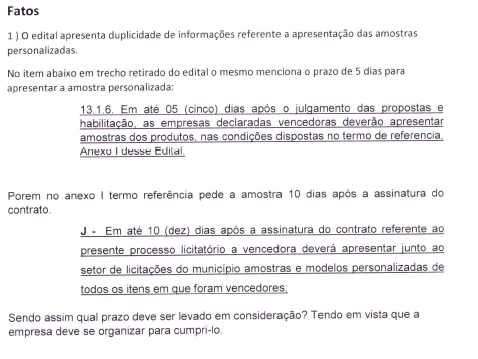 Fatos
1 ) O edital apresenta duplicidade de informações referente a apresentação das amostras
personalizadas.
No item abaixo em trecho retirado do edital o mesmo menciona o prazo de 5 dias para
apresentar a amostra personalizada:
13.1.6. Em até 05 (cinco) dias após o julgamento das propostas e
habilitação, as empresas declaradas vencedoras deverão apresentar
amostras dos produtos, nas condições dispostas no termo de referencia,
Anexo I desse Edital.
Porem no anexo I termo referência pede a amostra 10 dias após a assinatura do
contrato.
J - Em até 10 (dez) dias após a assinatura do contrato referente ao
presente processo licitatório a vencedora deverá apresentar junto ao
setor de licitações do município amostras e modelos personalizadas de
todos os itens em que foram vencedores;
Sendo assim qual prazo deve ser levado em consideração? Tendo em vista que a
empresa deve se organizar para cumpri-lo.